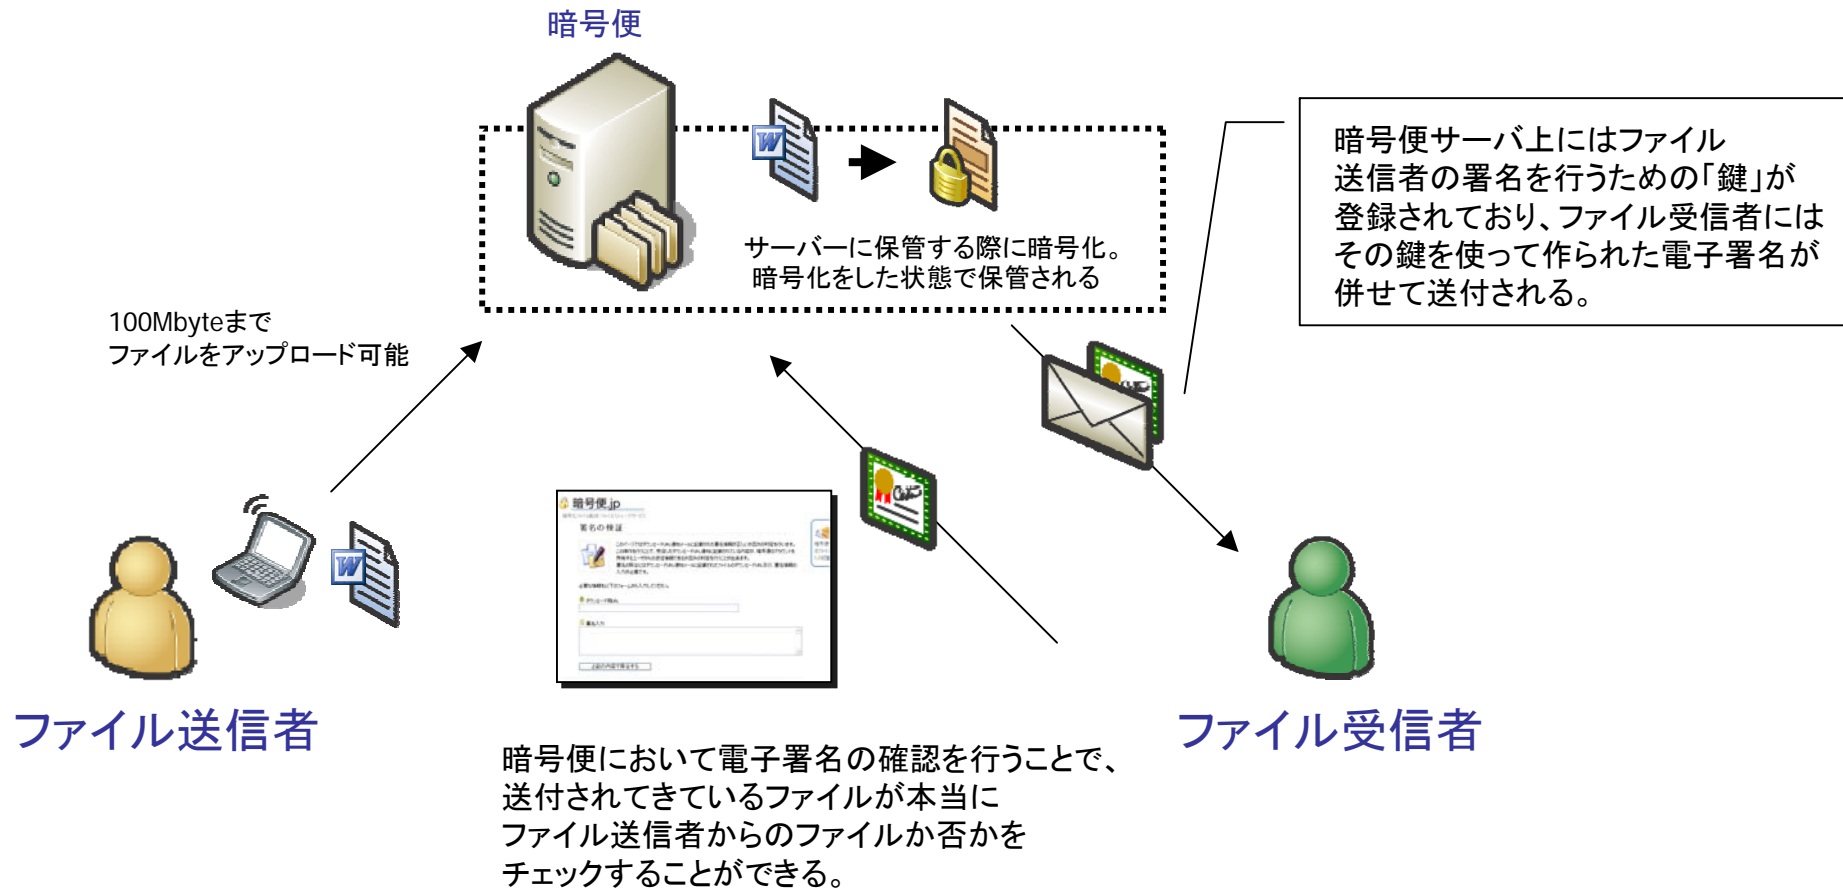 暗号便
サーバーに保管する際に暗号化。
暗号化をした状態で保管される
暗号便サーバ上にはファイル
送信者の署名を行うための「鍵」が
登録されており、ファイル受信者には
その鍵を使って作られた電子署名が
併せて送付される。
100Mbyteまで
ファイルをアップロード可能
暗号便.jp
署名の検証
署名入力
ファイル送信者
ファイル受信者
暗号便において電子署名の確認を行うことで、
送付されてきているファイルが本当に
ファイル送信者からのファイルか否かを
チェックすることができる。